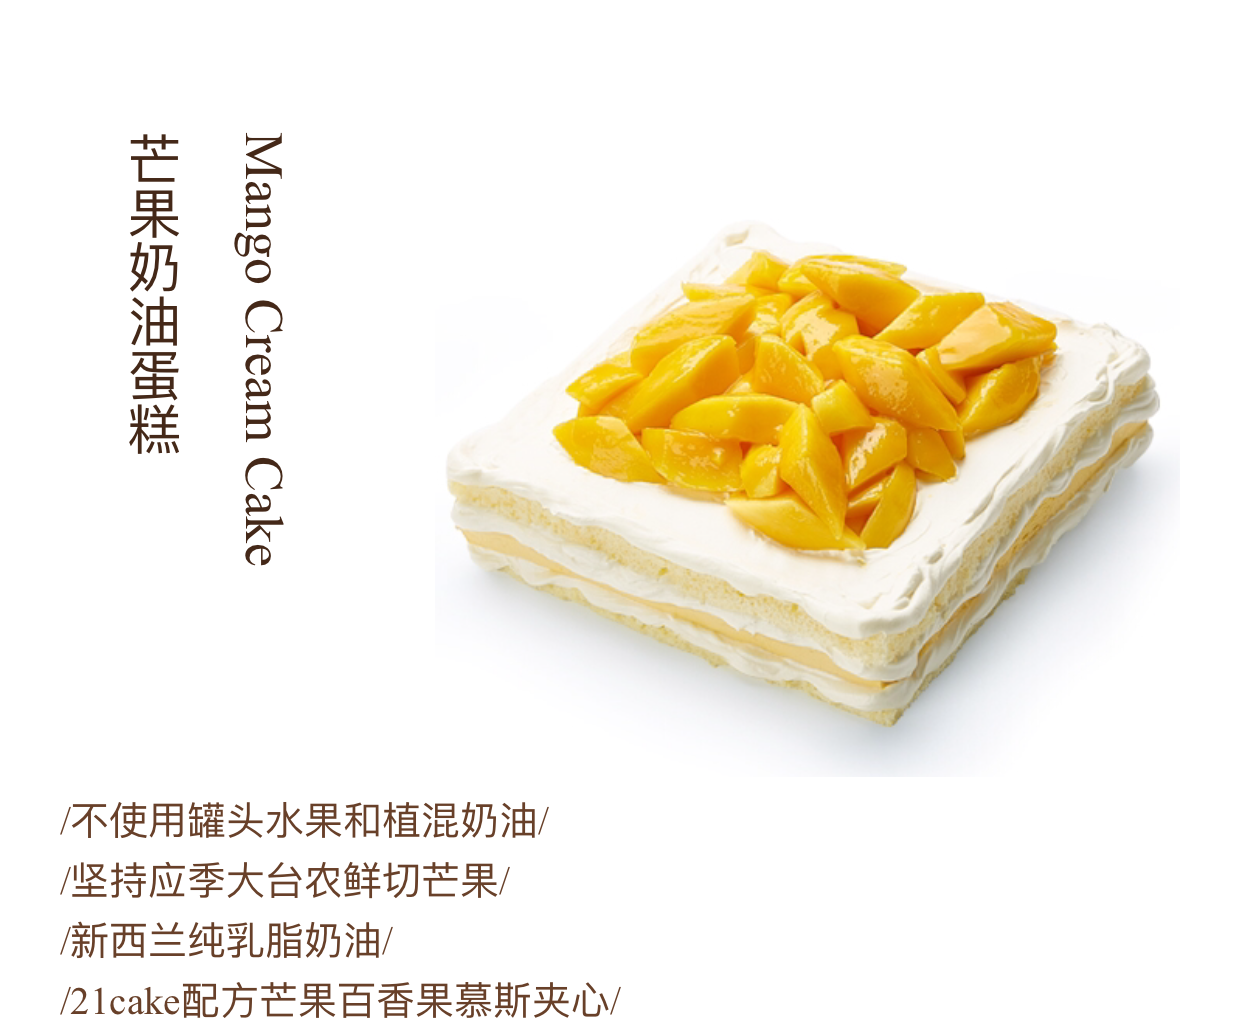 芒果奶油蛋糕
Mango Cream Cake
/不使用罐头水果和植混奶油/
/坚持应季大台农鲜切芒果/
/新西兰纯乳脂奶油/
/21cake配方芒果百香果慕斯夹心/